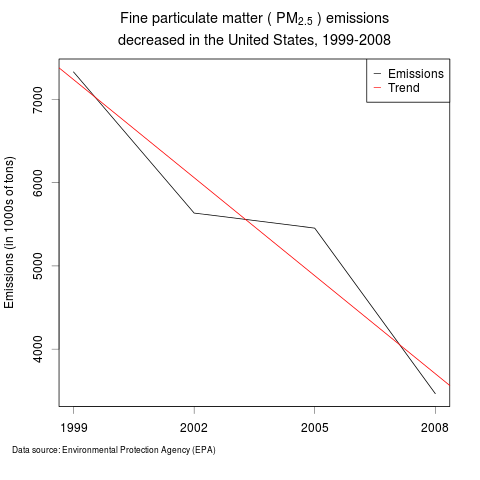 Fine particulate matter ( PM2.5 ) emissions
decreased in the United States, 1999-2008
Emissions
Trend
Emissions (in 1000s of tons)
7000
6000
5000
4000
1999 2002 2005 2008
Data source: Environmental Protection Agency (EPA)